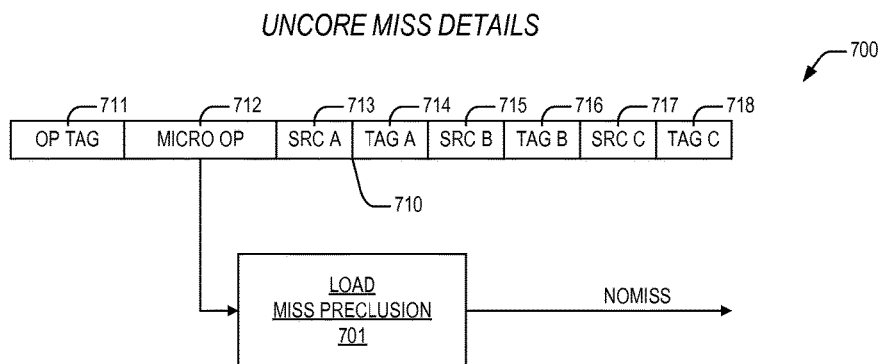 UNCORE MISS DETAILS
700
711 712 713 714 715 716 717 718
OP TAG MICRO OP SRC A TAG A SRC B TAG B SRC C TAG C
710
LOAD
MISS PRECLUSION
701
NOMISS